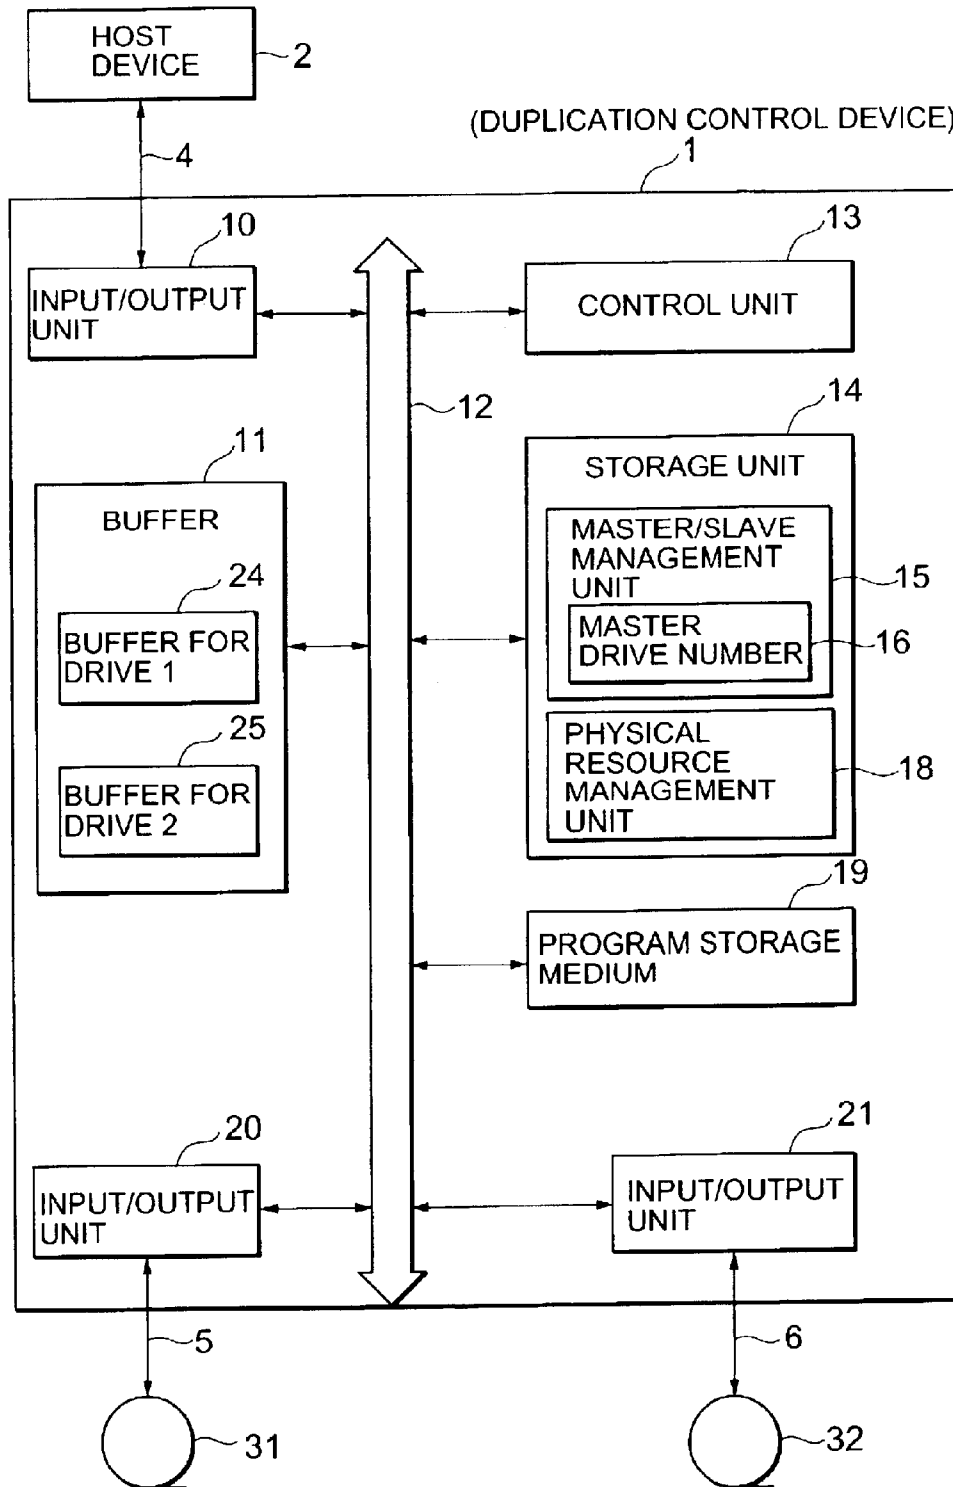 HOST
DEVICE
2
(DUPLICATION CONTROL DEVICE)
1
4
10
INPUT/OUTPUT
UNIT
13
CONTROL UNIT
12
14
STORAGE UNIT
MASTER/SLAVE
MANAGEMENT
UNIT
15
MASTER
DRIVE NUMBER
16
PHYSICAL
RESOURCE
MANAGEMENT
UNIT
18
11
BUFFER
24
BUFFER FOR
DRIVE 1
25
BUFFER FOR
DRIVE 2
19
PROGRAM STORAGE
MEDIUM
20
INPUT/OUTPUT
UNIT
21
INPUT/OUTPUT
UNIT
5
6
31
32